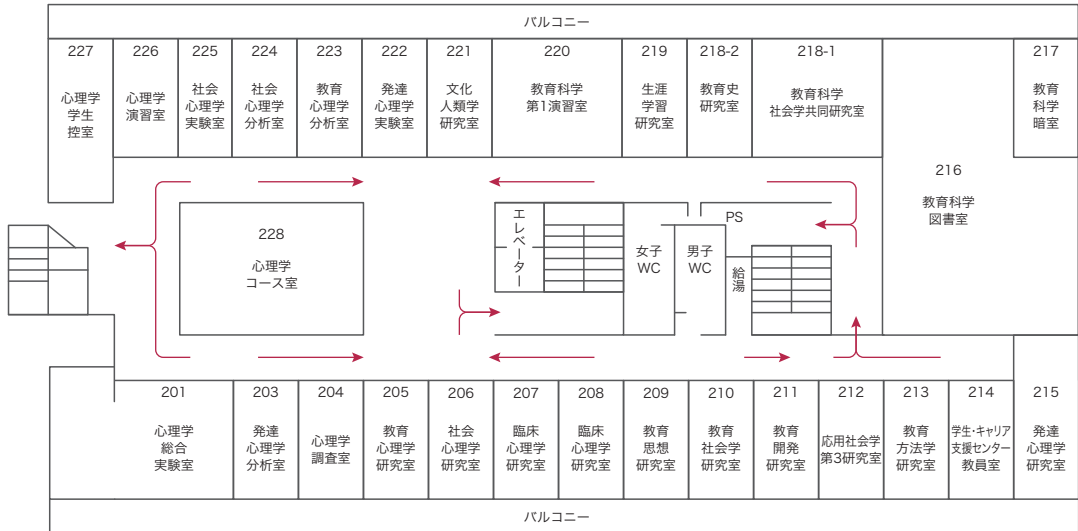 バルコニー
227
心理学
学生
控室
226
心理学
演習室
225
社会
心理学
実験室
224
社会
心理学
分析室
223
教育
心理学
分析室
222
発達
心理学
実験室
221
文化
人類学
研究室
220
教育科学
第1演習室
219
生涯
学習
研究室
218-2
教育史
研究室
218-1
教育科学
社会学共同研究室
217
教育
科学
暗室
216
教育科学
図書室
228
心理学
コース室
エレベーター
女子
WC
男子
WC
PS
給湯
201
心理学
総合
実験室
203
発達
心理学
分析室
204
心理学
調査室
205
教育
心理学
研究室
206
社会
心理学
研究室
207
臨床
心理学
研究室
208
臨床
心理学
研究室
209
教育
思想
研究室
210
教育
社会学
研究室
211
教育
開発
研究室
212
応用社会学
第3研究室
213
教育
方法学
研究室
214
学生・キャリア
支援センター
教員室
215
発達
心理学
研究室
バルコニー